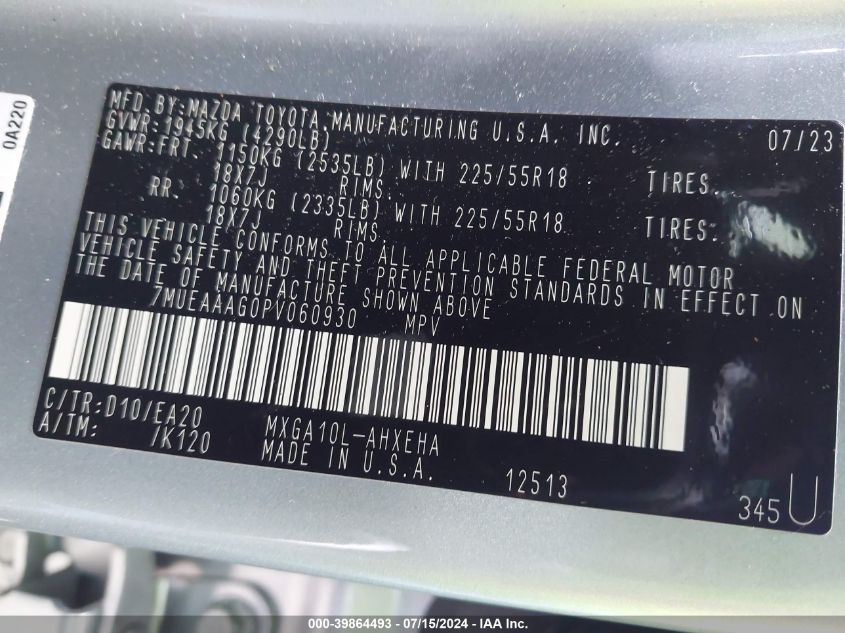 0A220
MFD.BY:MAZDA TOYOTA MANUFACTURING U.S.A. INC. 07/23
GVWR:1945KG (4290LB)
GAWR:FRT. 1150KG (2535LB) WITH 225/55R18 TIRES.
18X7J RIMS.
RR. 1060KG (2335LB) WITH 225/55R18 TIRES.
18X7J RIMS.
THIS VEHICLE CONFORMS TO ALL APPLICABLE FEDERAL MOTOR
VEHICLE SAFETY AND THEFT PREVENTION STANDARDS IN EFFECT ON
THE DATE OF MANUFACTURE SHOWN ABOVE
7MUEAAAG0PV060930 MPV
C/TR:D10/EA20 MXGA10L-AHXEHA
A/TM: /K120 MADE IN U.S.A. 12513
345 U
000-39864493 - 07/15/2024 - IAA Inc.